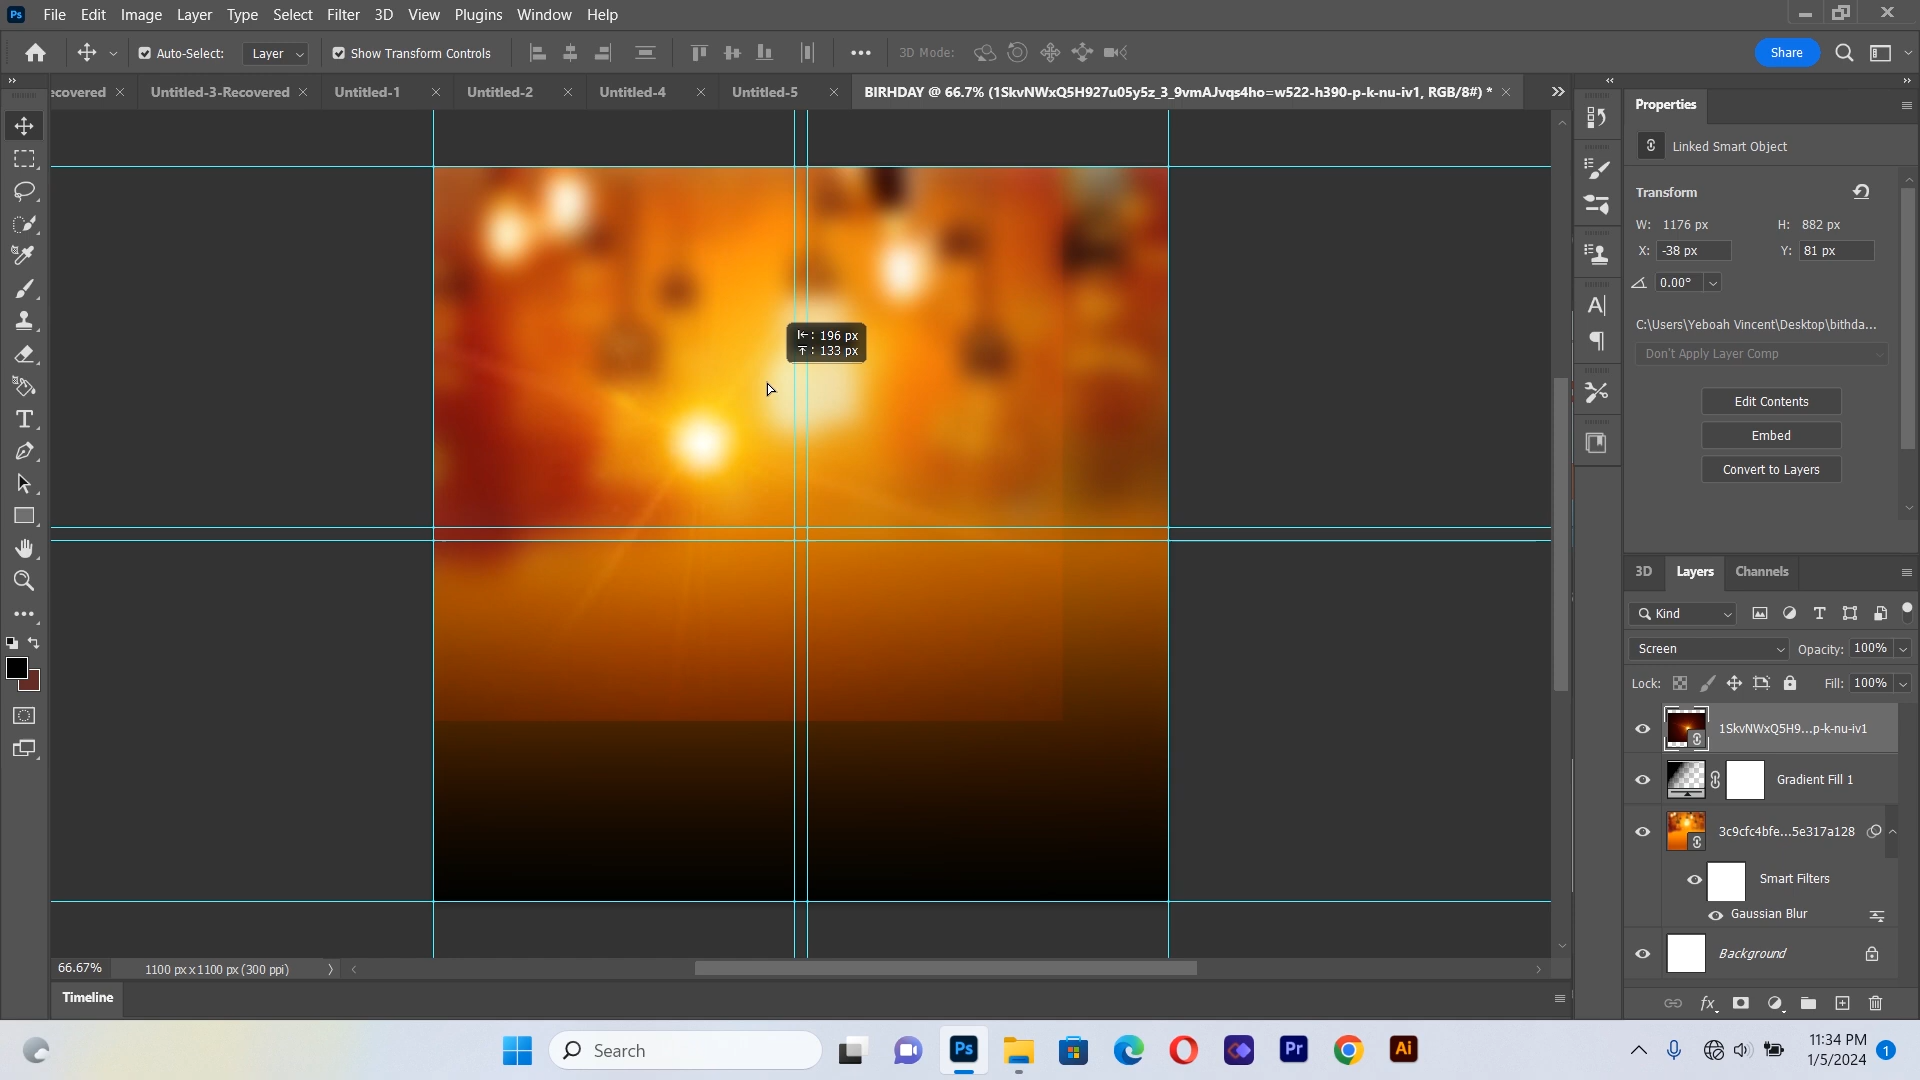 Ps File Edit Image Layer Type Select Filter 3D View Plugins Window Help
Auto-Select: Layer Show Transform Controls 3D Mode: Share
ecovered Untitled-3-Recovered Untitled-1 Untitled-2 Untitled-4 Untitled-5 BIRHDAY @ 66.7% (1SkvNWxQ5H927u05y5z_3_9vmAJvqs4ho=w522-h390-p-k-nu-iv1, RGB/8#) *
Properties
Linked Smart Object
Transform
W: 1176 px H: 882 px
X: -38 px Y: 81 px
0.00°
C:\Users\Yeboah Vincent\Desktop\bithda...
Don't Apply Layer Comp
Edit Contents
Embed
Convert to Layers
: 196 px
: 133 px
3D Layers Channels
Kind
Screen Opacity: 100%
Lock: Fill: 100%
1SkvNWxQ5H9...p-k-nu-iv1
Gradient Fill 1
3c9cfc4bfe...5e317a128
Smart Filters
Gaussian Blur
Background
fx
66.67% 1100 px x 1100 px (300 ppi)
Timeline
Search Ps Pr Ai
11:34 PM
1/5/2024
1